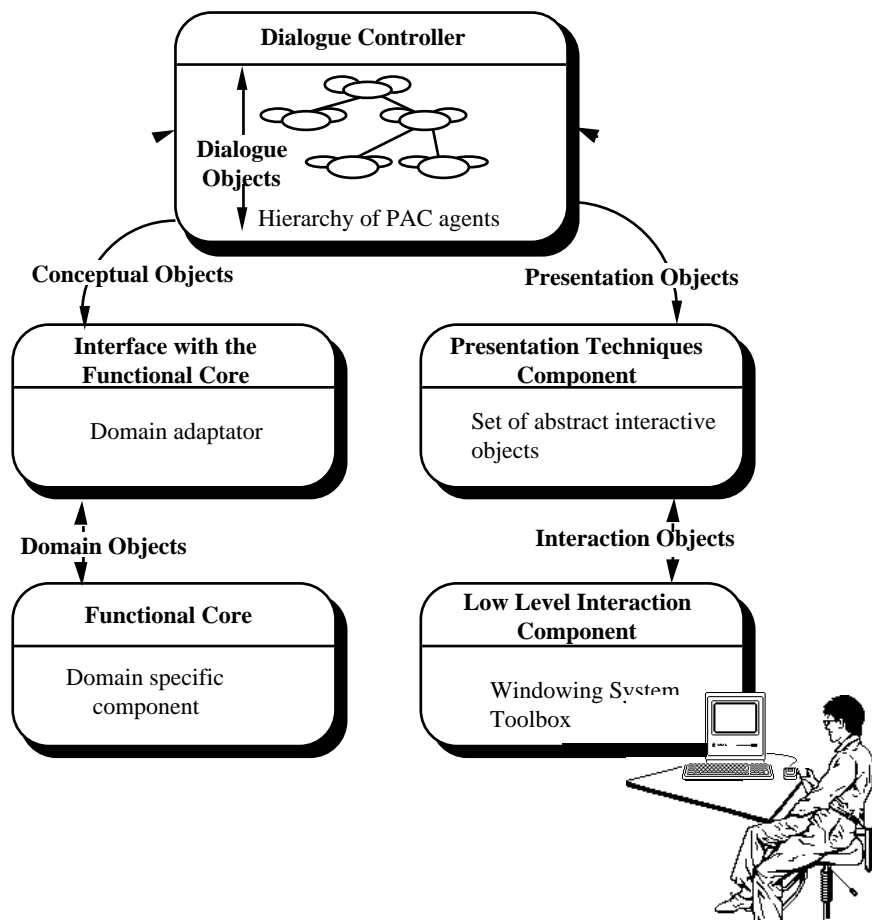 Dialogue Controller
Dialogue
Objects
Hierarchy of PAC agents
Conceptual Objects
Presentation Objects
Interface with the
Functional Core
Domain adaptator
Presentation Techniques
Component
Set of abstract interactive
objects
Domain Objects
Interaction Objects
Functional Core
Domain specific
component
Low Level Interaction
Component
Windowing System
Toolbox